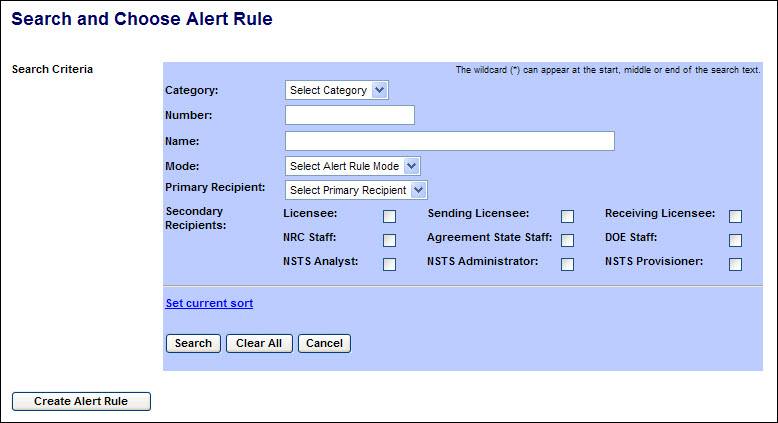 Search and Choose Alert Rule
Search Criteria
The wildcard (*) can appear at the start, middle or end of the search text.
Category: Select Category
Number:
Name:
Mode: Select Alert Rule Mode
Primary Recipient: Select Primary Recipient
Secondary Recipients:
Licensee: Sending Licensee: Receiving Licensee:
NRC Staff: Agreement State Staff: DOE Staff:
NSTS Analyst: NSTS Administrator: NSTS Provisioner:
Set current sort
Search Clear All Cancel
Create Alert Rule